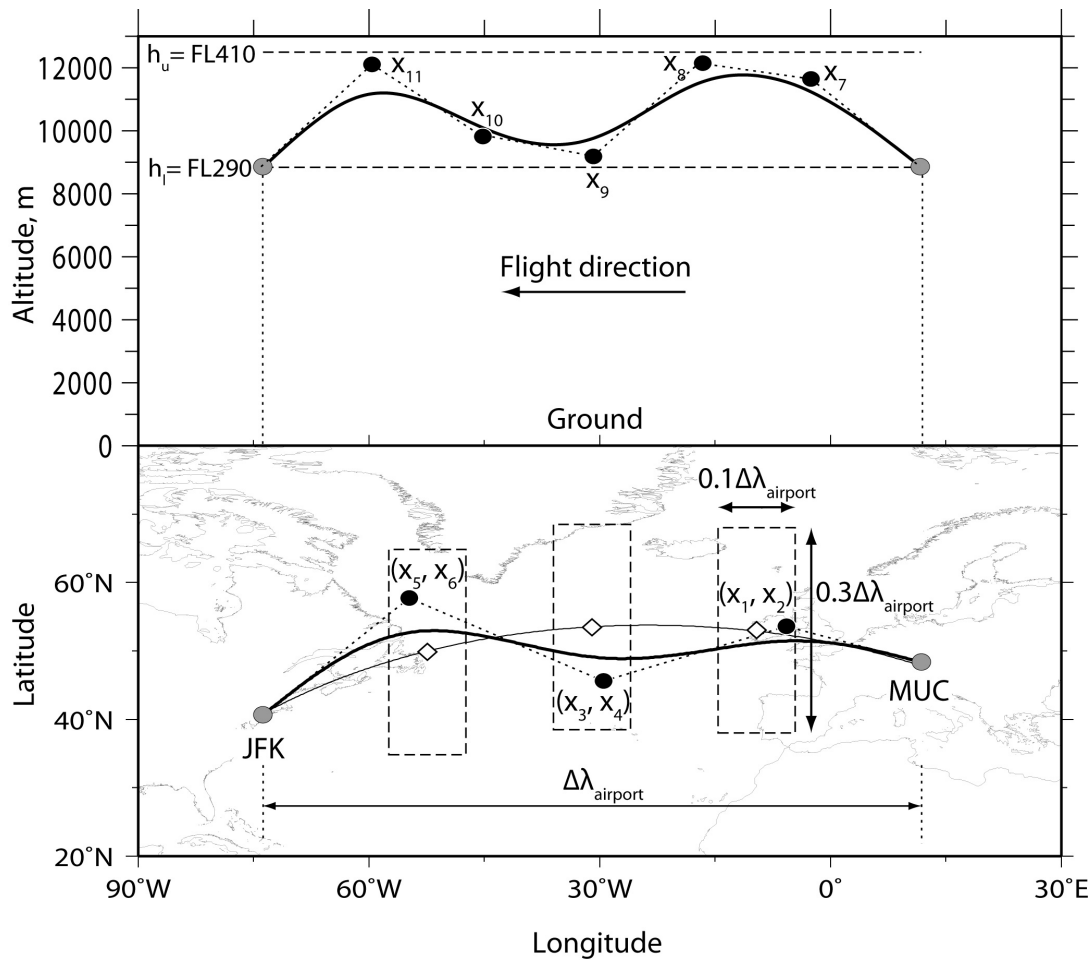 h_u = FL410
12000
x_11
x_8
x_7
x_10
10000
h_l = FL290
x_9
8000
Altitude, m
6000
Flight direction
4000
2000
Ground
0
0.1Δλ_airport
60˚N
(x_5, x_6)
(x_1, x_2)
0.3Δλ_airport
Latitude
MUC
(x_3, x_4)
40˚N
JFK
Δλ_airport
20˚N
90˚W 60˚W 30˚W 0˚ 30˚E
Longitude